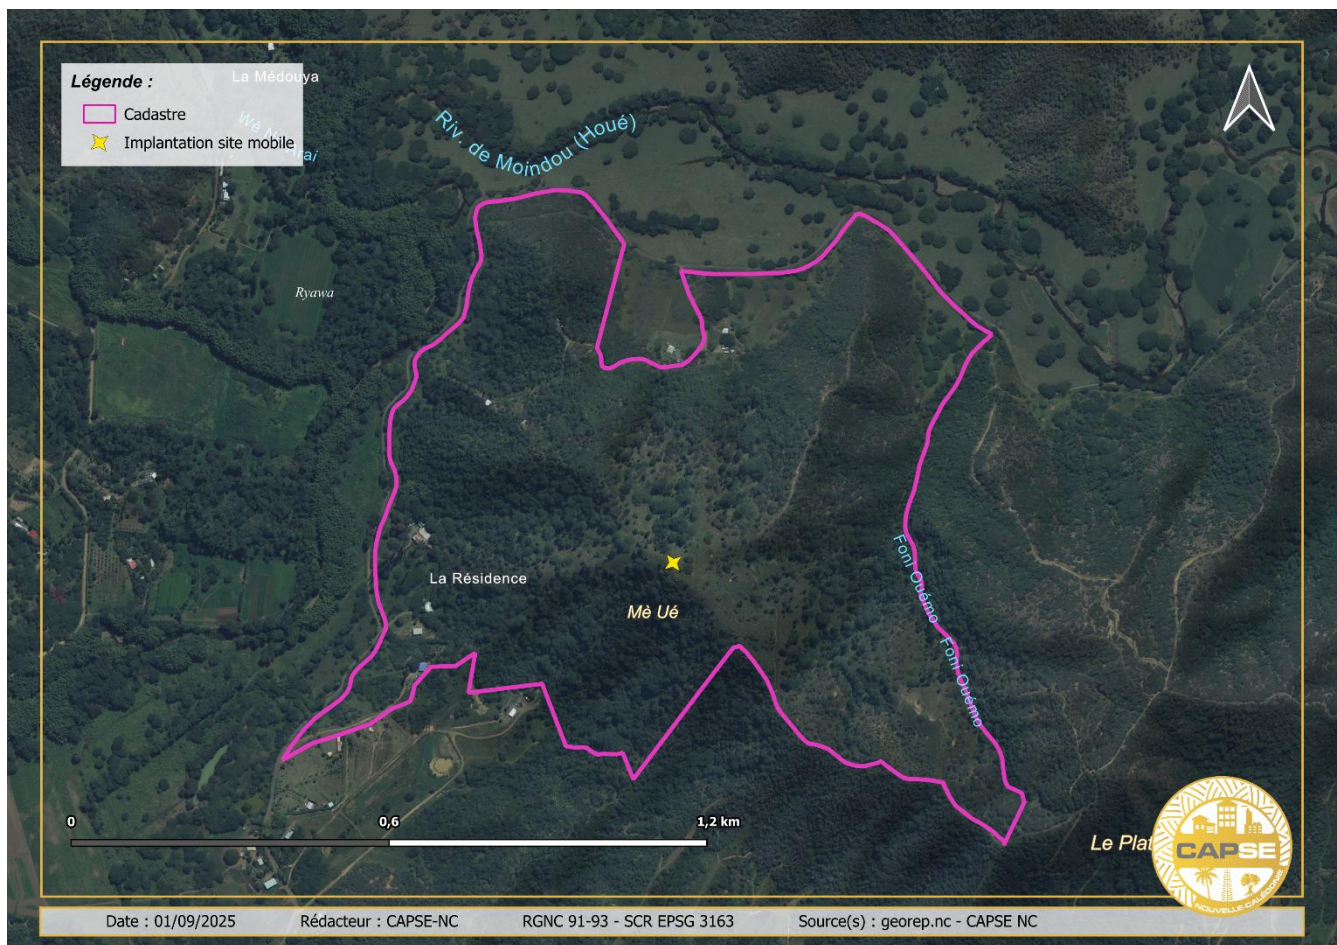 Légende :
Cadastre
Implantation site mobile
La Médouya
Riv. de Moindou (Houé)
Ryawa
La Résidence
Mè Ué
Foni Ouémo
Foni Ouémo
0
0,6
1,2 km
Le Plat
CAPSE
NOUVELLE-CALÉDONIE
Date : 01/09/2025 Rédacteur : CAPSE-NC RGNC 91-93 - SCR EPSG 3163 Source(s) : georep.nc - CAPSE NC